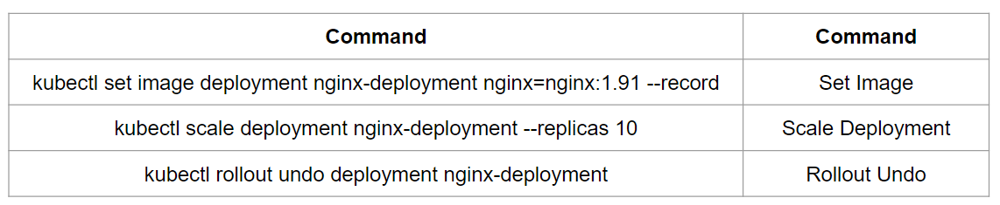 Command Command
kubectl set image deployment nginx-deployment nginx=nginx:1.91 --record Set Image
kubectl scale deployment nginx-deployment --replicas 10 Scale Deployment
kubectl rollout undo deployment nginx-deployment Rollout Undo